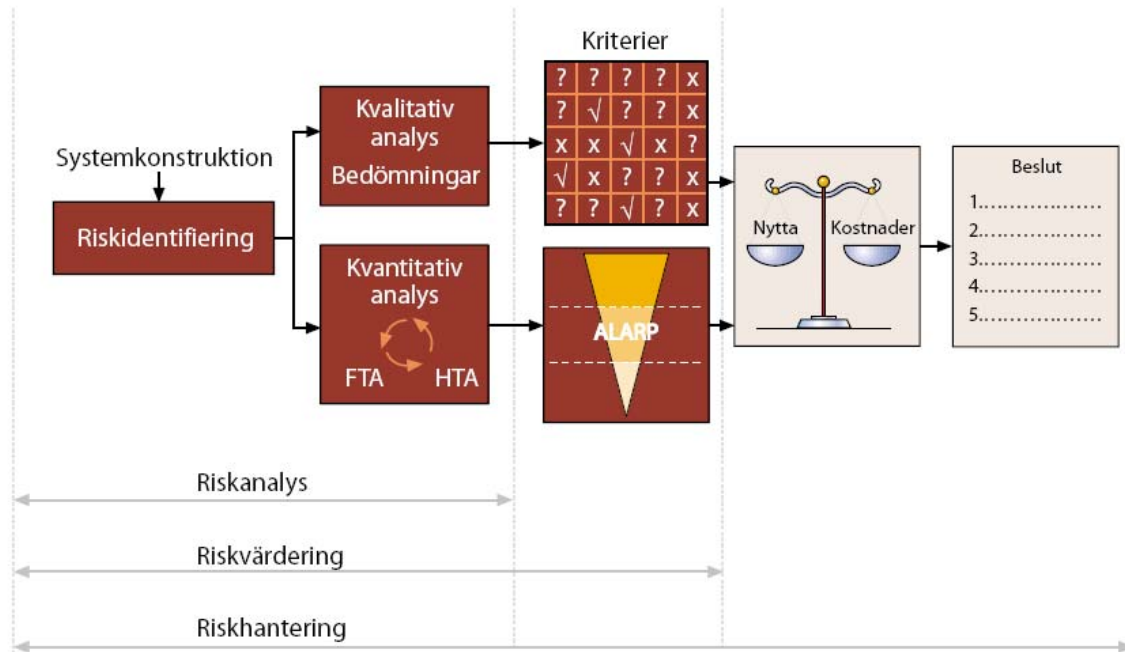 Systemkonstruktion
Riskidentifiering
Kvalitativ
analys
Bedömningar
Kvantitativ
analys
FTA HTA
Kriterier
? ? ? ? x
? √ ? ? x
x x √ x ?
√ x ? ? x
? ? √ ? x
ALARP
Nytta Kostnader
Beslut
1....................
2....................
3....................
4....................
5....................
Riskanalys
Riskvärdering
Riskhantering